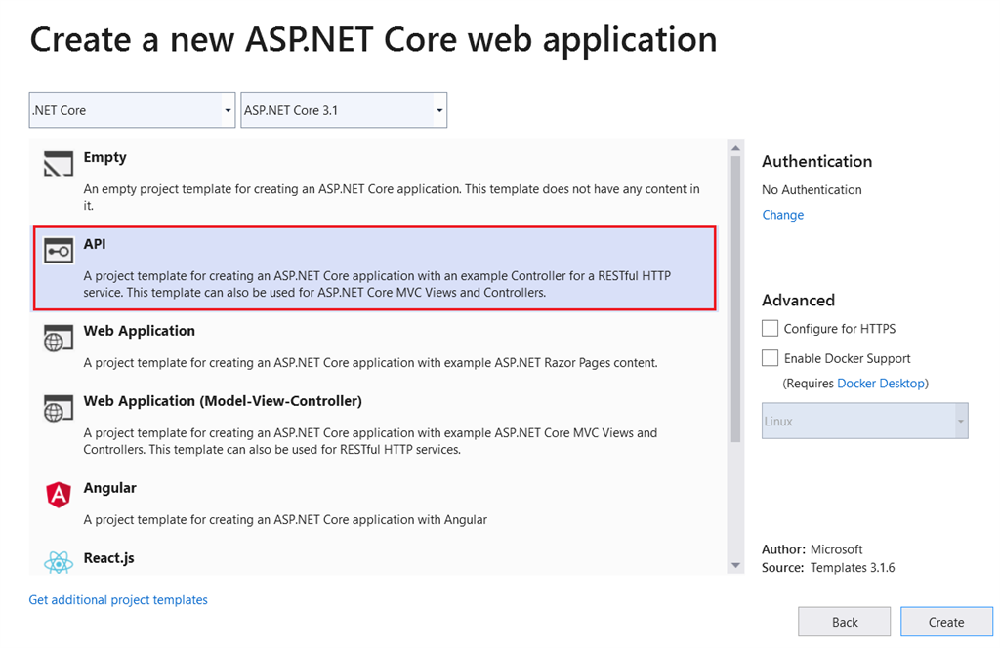 Create a new ASP.NET Core web application
.NET Core
ASP.NET Core 3.1
Empty
An empty project template for creating an ASP.NET Core application. This template does not have any content in
it.
API
A project template for creating an ASP.NET Core application with an example Controller for a RESTful HTTP
service. This template can also be used for ASP.NET Core MVC Views and Controllers.
Web Application
A project template for creating an ASP.NET Core application with example ASP.NET Razor Pages content.
Web Application (Model-View-Controller)
A project template for creating an ASP.NET Core application with example ASP.NET Core MVC Views and
Controllers. This template can also be used for RESTful HTTP services.
Angular
A project template for creating an ASP.NET Core application with Angular
React.js
Get additional project templates
Authentication
No Authentication
Change
Advanced
Configure for HTTPS
Enable Docker Support
(Requires Docker Desktop)
Linux
Author: Microsoft
Source: Templates 3.1.6
Back
Create